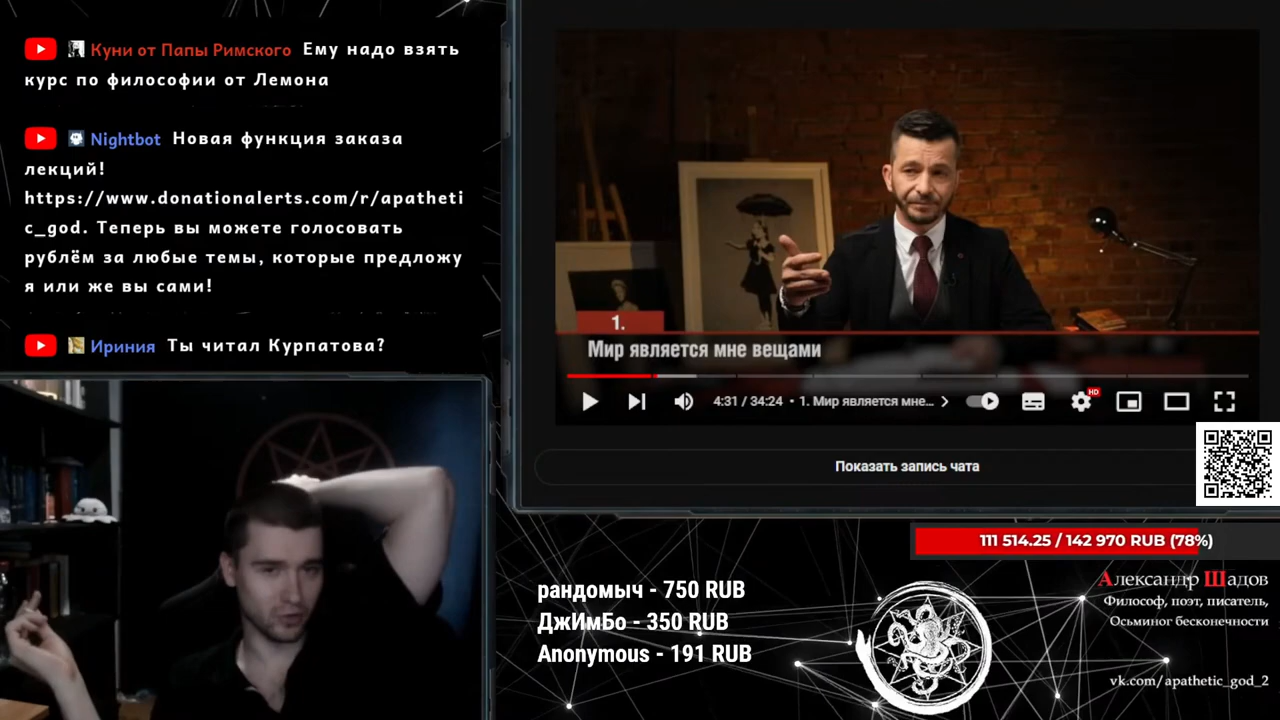 Куни от Папы Римского Ему надо взять
курс по философии от Лемона
Nightbot Новая функция заказа
лекций!
https://www.donationalerts.com/r/apatheti
c_god. Теперь вы можете голосовать
рублём за любые темы, которые предложу
я или же вы сами!
Ириния Ты читал Курпатова?
1.
Мир является мне вещами
4:31 / 34:24 • 1. Мир является мне...
HD
Показать запись чата
111 514.25 / 142 970 RUB (78%)
рандомыч - 750 RUB
ДжИмБо - 350 RUB
Anonymous - 191 RUB
Александр Шадов
Философ, поэт, писатель,
Осьминог бесконечности
vk.com/apathetic_god_2